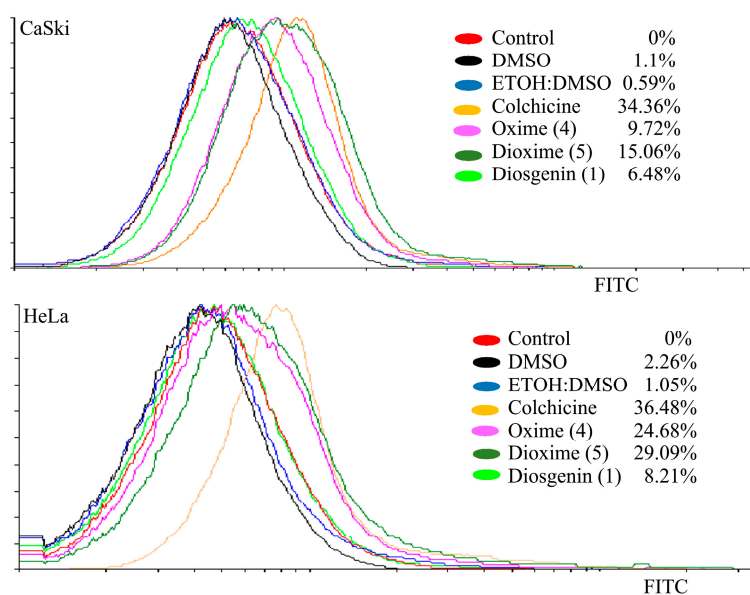 CaSki
Control 0%
DMSO 1.1%
ETOH:DMSO 0.59%
Colchicine 34.36%
Oxime (4) 9.72%
Dioxime (5) 15.06%
Diosgenin (1) 6.48%
FITC
HeLa
Control 0%
DMSO 2.26%
ETOH:DMSO 1.05%
Colchicine 36.48%
Oxime (4) 24.68%
Dioxime (5) 29.09%
Diosgenin (1) 8.21%
FITC